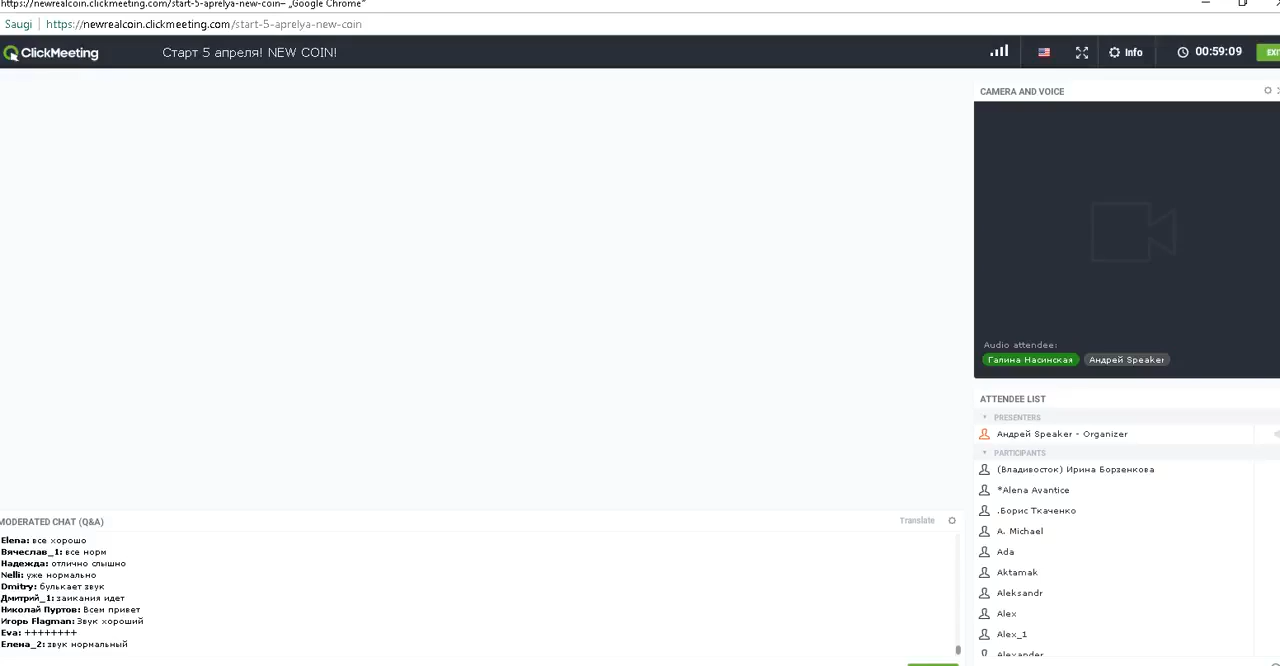 https://newrealcoin.clickmeeting.com/start-5-aprelya-new-coin– „Google Chrome“
Saugi | https://newrealcoin.clickmeeting.com/start-5-aprelya-new-coin
ClickMeeting Старт 5 апреля! NEW COIN! Info 00:59:09 EXI
CAMERA AND VOICE
Audio attendee:
Галина Насинская Андрей Speaker
ATTENDEE LIST
PRESENTERS
Андрей Speaker - Organizer
PARTICIPANTS
(Владивосток) Ирина Борзенкова
*Alena Avantice
.Борис Ткаченко
A. Michael
Ada
Aktamak
Aleksandr
Alex
Alex_1
Alexander
MODERATED CHAT (Q&A) Translate
Elena: все хорошо
Вячеслав_1: все норм
Надежда: отлично слышно
Nelli: уже нормально
Dmitry: булькает звук
Дмитрий_1: заикания идет
Николай Пуртов: Всем привет
Игорь Flagman: Звук хороший
Eva: ++++++++
Елена_2: звук нормальный